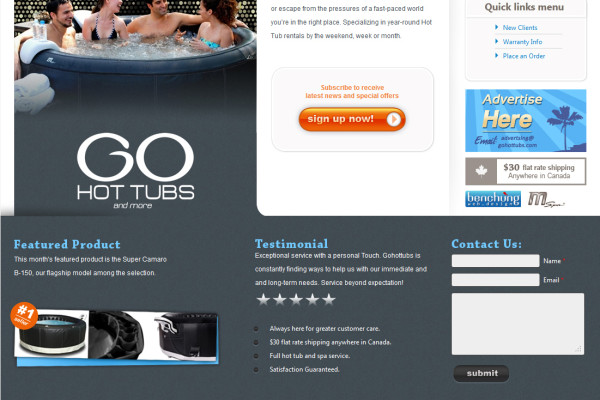 or escape from the pressures of a fast-paced world
you're in the right place. Specializing in year-round Hot
Tub rentals by the weekend, week or month.
Subscribe to receive
latest news and special offers
sign up now!
Quick links menu
New Clients
Warranty Info
Place an Order
Advertise
Here
Email advertsing@
gohottubs.com
$30 flat rate shipping
Anywhere in Canada
benchong
web design
M Spa
GO
HOT TUBS
and more
Featured Product
This month's featured product is the Super Camaro
B-150, our flagship model among the selection.
#1
seller
Testimonial
Exceptional service with a personal Touch. Gohottubs is
constantly finding ways to help us with our immediate and
and long-term needs. Service beyond expectation!
Always here for greater customer care.
$30 flat rate shipping anywhere in Canada.
Full hot tub and spa service.
Satisfaction Guaranteed.
Contact Us:
Name
Email
submit